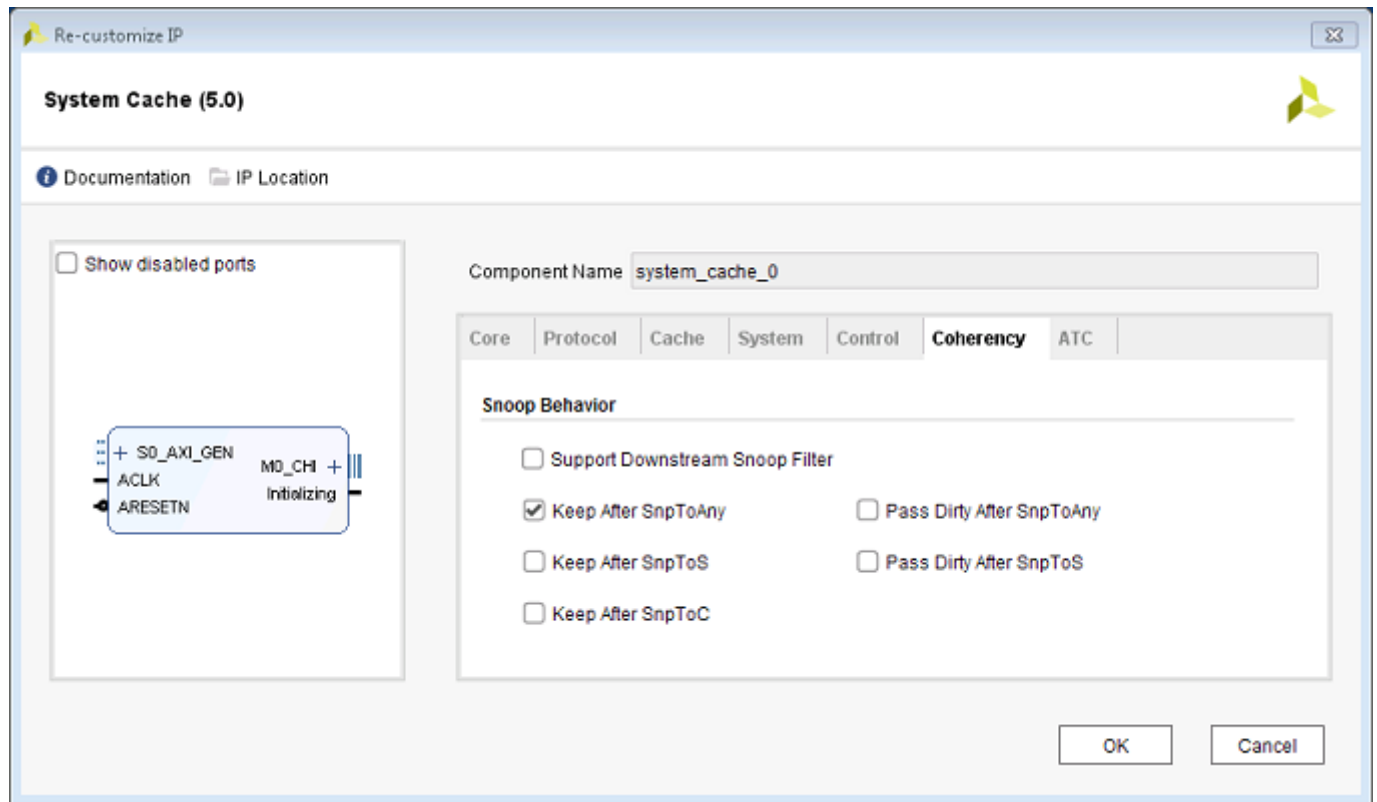 Re-customize IP
System Cache (5.0)
Documentation IP Location
Show disabled ports
S0_AXI_GEN
ACLK
ARESETN
M0_CHI
Initializing
Component Name system_cache_0
Core Protocol Cache System Control Coherency ATC
Snoop Behavior
Support Downstream Snoop Filter
Keep After SnpToAny Pass Dirty After SnpToAny
Keep After SnpToS Pass Dirty After SnpToS
Keep After SnpToC
OK Cancel